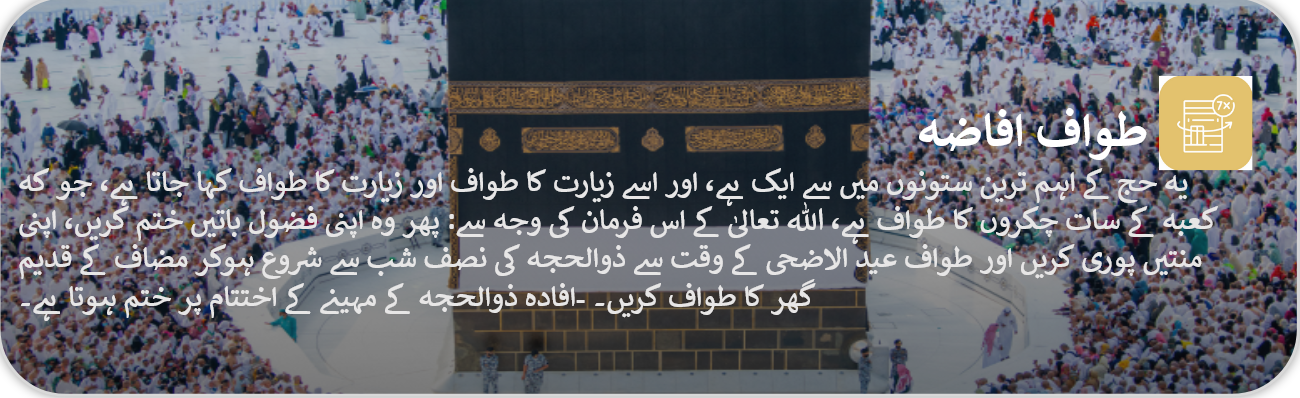 7×
طواف افاضہ
یہ حج کے اہم ترین ستونوں میں سے ایک ہے، اور اسے زیارت کا طواف اور زیارت کا طواف کہا جاتا ہے، جو کہ
کعبہ کے سات چکروں کا طواف ہے، اللہ تعالیٰ کے اس فرمان کی وجہ سے: پھر وہ اپنی فضول باتیں ختم کریں، اپنی
منتیں پوری کریں اور طواف عید الاضحی کے وقت سے ذوالحجہ کی نصف شب سے شروع ہوکر مضاف کے قدیم
گھر کا طواف کریں۔ -افادہ ذوالحجہ کے مہینے کے اختتام پر ختم ہوتا ہے۔